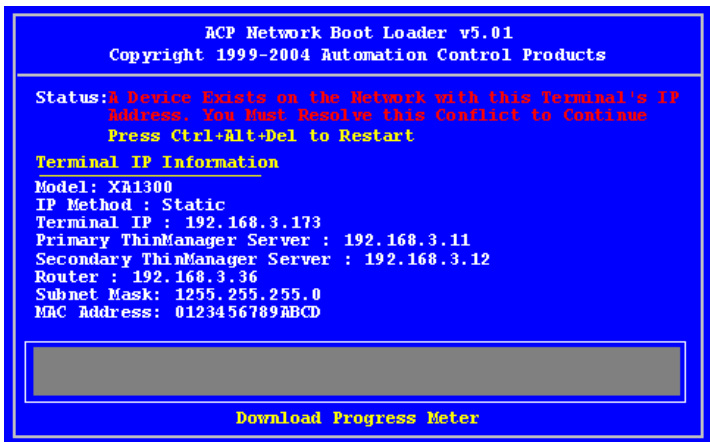 ACP Network Boot Loader v5.01
Copyright 1999-2004 Automation Control Products
Status:A Device Exists on the Network with this Terminal's IP
Address. You Must Resolve this Conflict to Continue
Press Ctrl+Alt+Del to Restart
Terminal IP Information
Model: XA1300
IP Method : Static
Terminal IP : 192.168.3.173
Primary ThinManager Server : 192.168.3.11
Secondary ThinManager Server : 192.168.3.12
Router : 192.168.3.36
Subnet Mask: 1255.255.255.0
MAC Address: 0123456789ABCD
Download Progress Meter